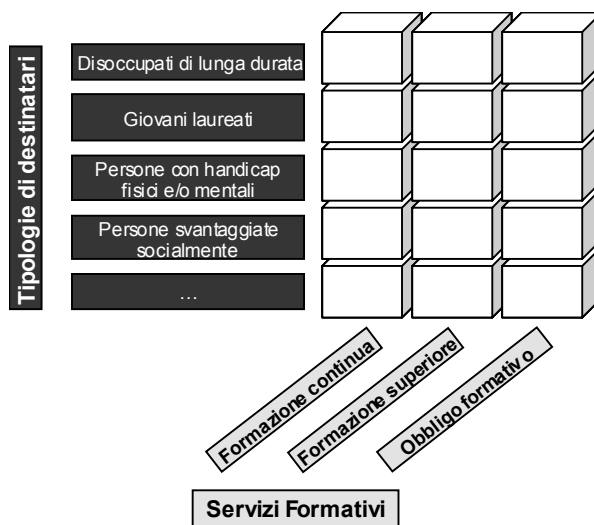 Tipologie di destinatari
Disoccupati di lunga durata
Giovani laureati
Persone con handicap
fisici e/o mentali
Persone svantaggiate
socialmente
…
Formazione continua
Formazione superiore
Obbligo formativo
Servizi Formativi